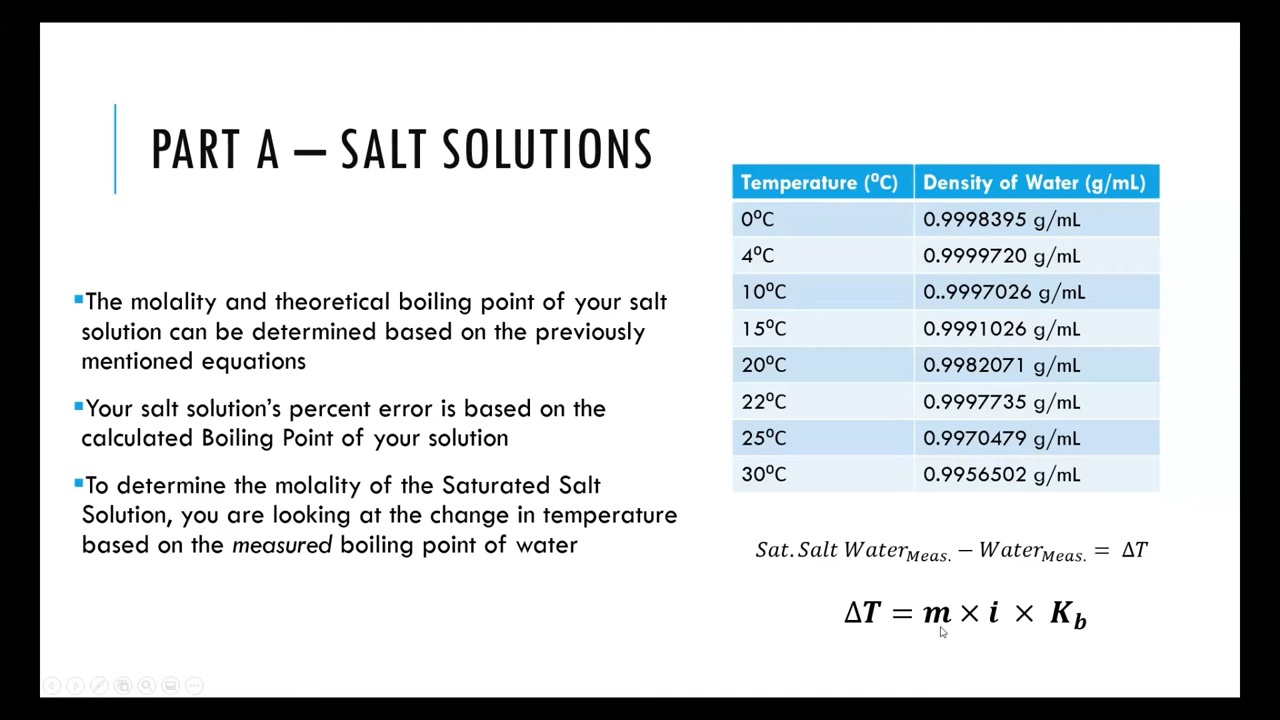 PART A – SALT SOLUTIONS
▪The molality and theoretical boiling point of your salt
solution can be determined based on the previously
mentioned equations
▪Your salt solution's percent error is based on the
calculated Boiling Point of your solution
▪To determine the molality of the Saturated Salt
Solution, you are looking at the change in temperature
based on the measured boiling point of water
Temperature (⁰C) Density of Water (g/mL)
0⁰C 0.9998395 g/mL
4⁰C 0.9999720 g/mL
10⁰C 0..9997026 g/mL
15⁰C 0.9991026 g/mL
20⁰C 0.9982071 g/mL
22⁰C 0.9997735 g/mL
25⁰C 0.9970479 g/mL
30⁰C 0.9956502 g/mL
Sat. Salt Water_Meas. − Water_Meas. = ΔT
ΔT = m × i × K_b